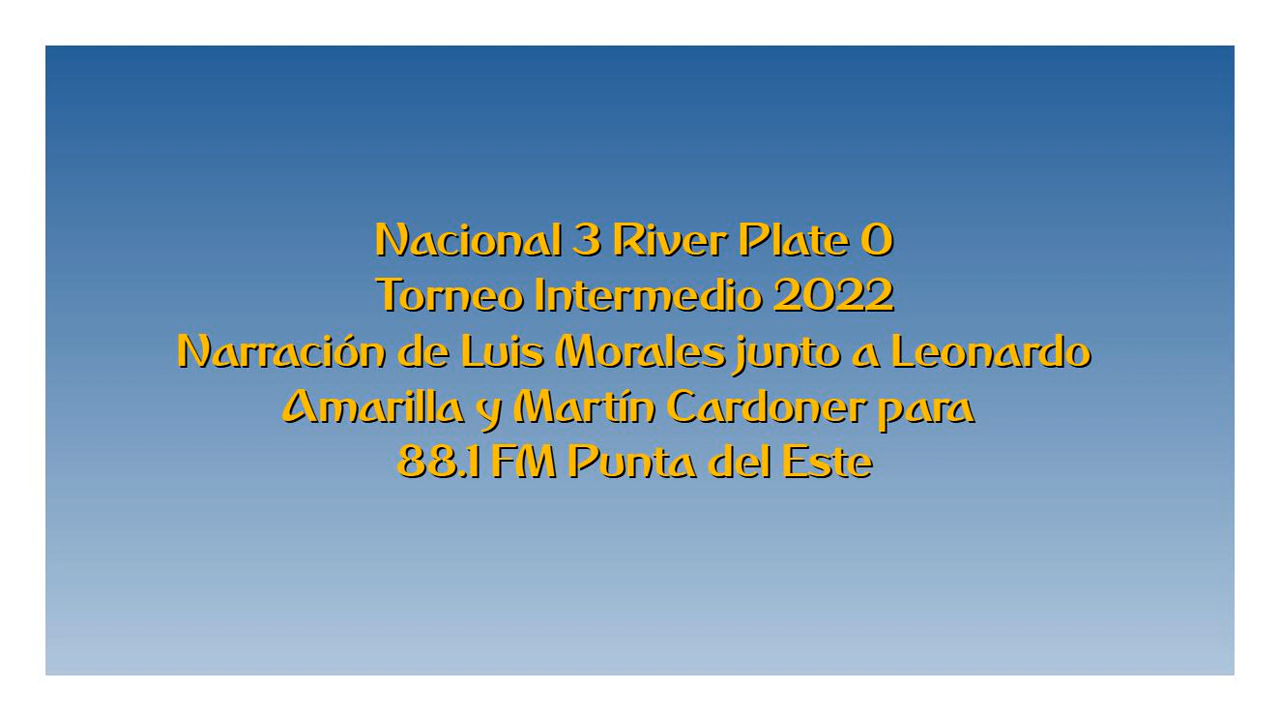 Nacional 3 River Plate 0
Torneo Intermedio 2022
Narración de Luis Morales junto a Leonardo
Amarilla y Martín Cardoner para
88.1 FM Punta del Este